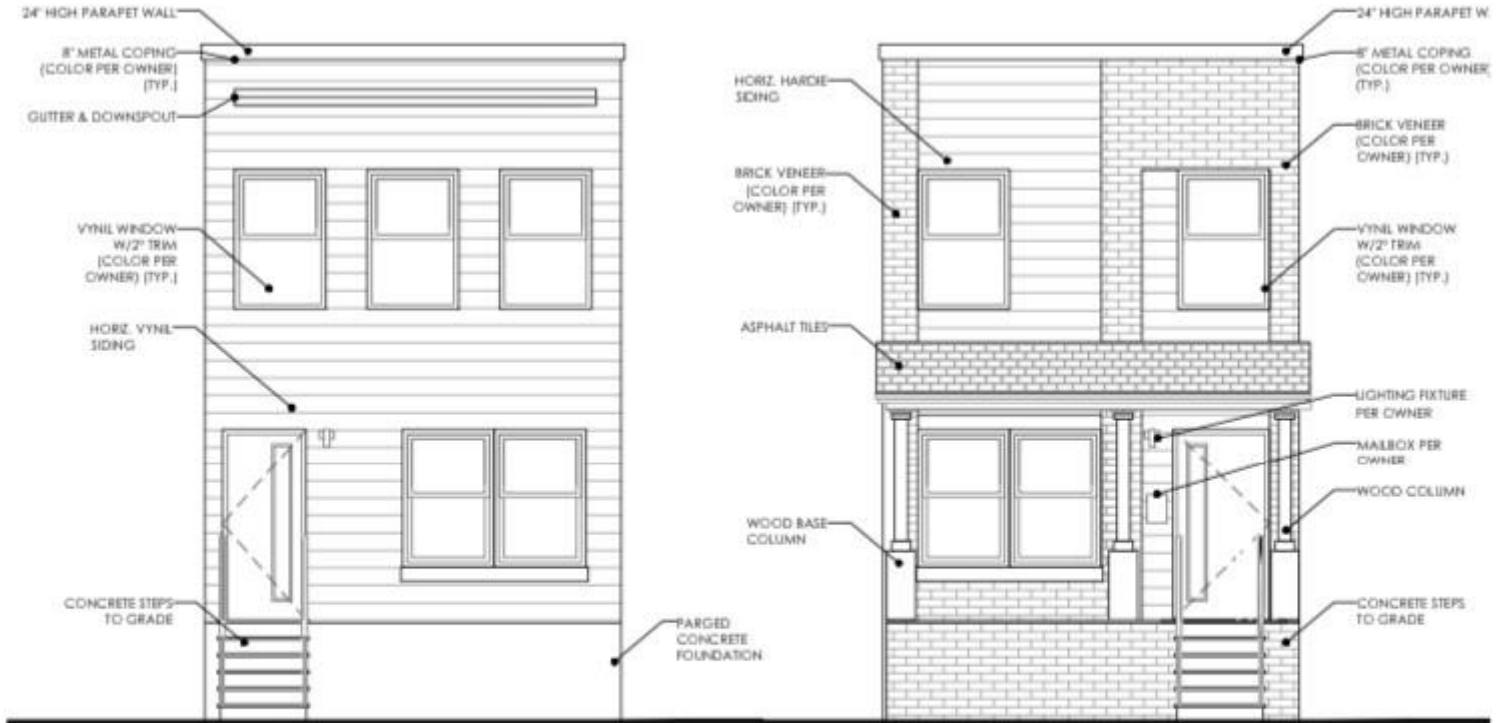 24" HIGH PARAPET WALL
8" METAL COPING
(COLOR PER OWNER)
(TYP.)
GUTTER & DOWNSPOUT
VYNIL WINDOW
W/2" TRIM
(COLOR PER
OWNER) (TYP.)
HORIZ. VYNIL
SIDING
CONCRETE STEPS
TO GRADE
PARGED
CONCRETE
FOUNDATION
HORIZ. HARDIE
SIDING
BRICK VENEER
(COLOR PER
OWNER) (TYP.)
ASPHALT TILES
WOOD BASE
COLUMN
24" HIGH PARAPET W
8" METAL COPING
(COLOR PER OWNER)
(TYP.)
BRICK VENEER
(COLOR PER
OWNER) (TYP.)
VYNIL WINDOW
W/2" TRIM
(COLOR PER
OWNER) (TYP.)
LIGHTING FIXTURE
PER OWNER
MAILBOX PER
OWNER
WOOD COLUMN
CONCRETE STEPS
TO GRADE